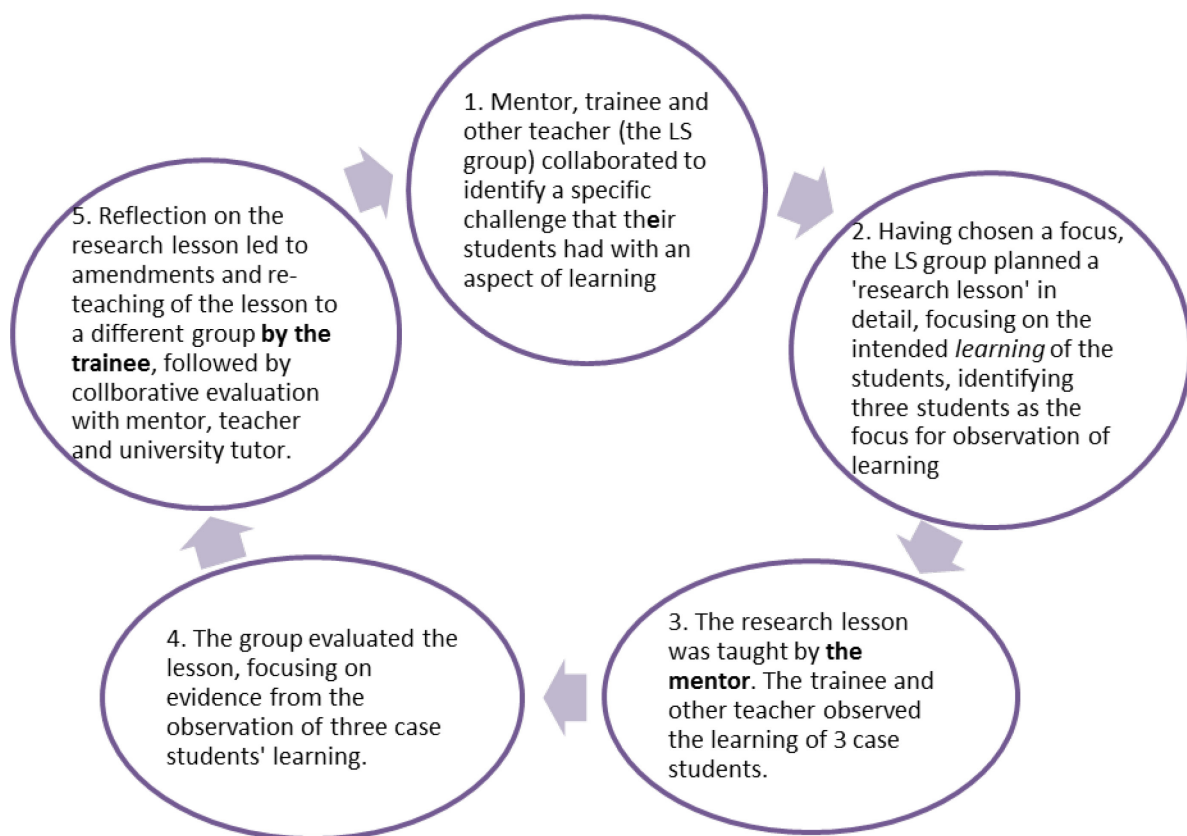 1. Mentor, trainee and
other teacher (the LS
group) collaborated to
identify a specific
challenge that their
students had with an
aspect of learning
2. Having chosen a focus,
the LS group planned a
'research lesson' in
detail, focusing on the
intended learning of the
students, identifying
three students as the
focus for observation of
learning
3. The research lesson
was taught by the
mentor. The trainee and
other teacher observed
the learning of 3 case
students.
4. The group evaluated the
lesson, focusing on
evidence from the
observation of three case
students' learning.
5. Reflection on the
research lesson led to
amendments and re-
teaching of the lesson to
a different group by the
trainee, followed by
collborative evaluation
with mentor, teacher
and university tutor.